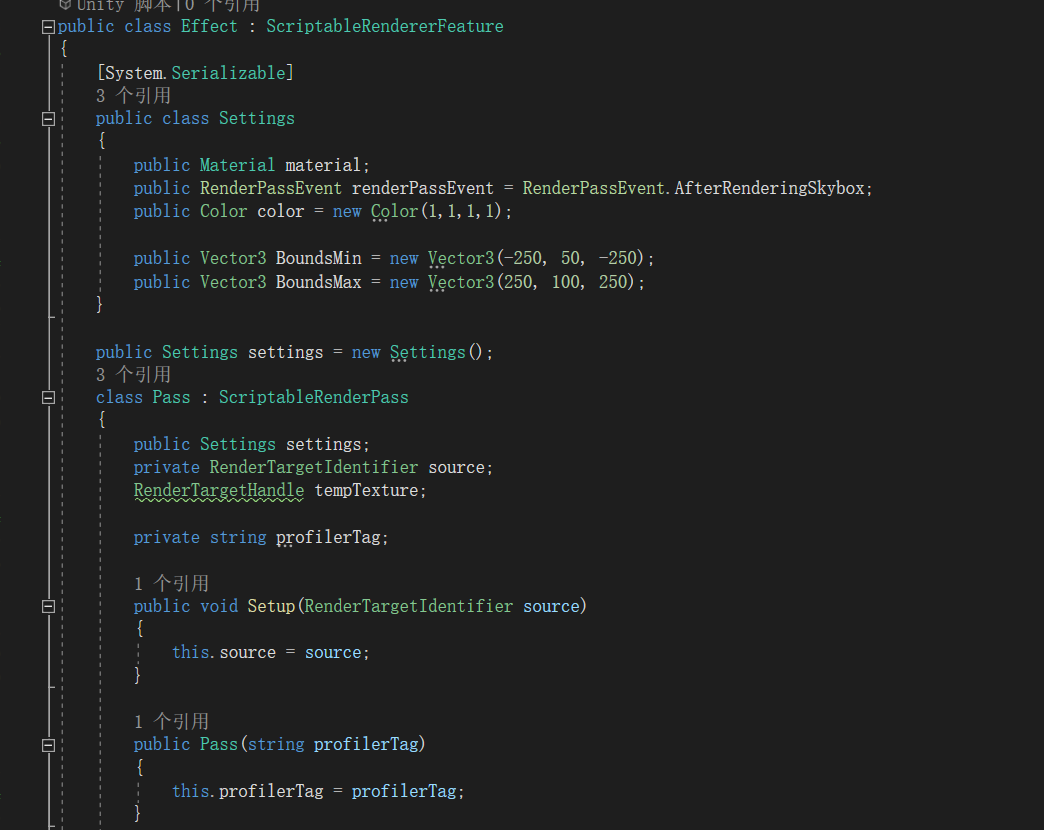 Unity 脚本|0 个引用
public class Effect : ScriptableRendererFeature
{
[System.Serializable]
3 个引用
public class Settings
{
public Material material;
public RenderPassEvent renderPassEvent = RenderPassEvent.AfterRenderingSkybox;
public Color color = new Color(1,1,1,1);
public Vector3 BoundsMin = new Vector3(-250, 50, -250);
public Vector3 BoundsMax = new Vector3(250, 100, 250);
}
public Settings settings = new Settings();
3 个引用
class Pass : ScriptableRenderPass
{
public Settings settings;
private RenderTargetIdentifier source;
RenderTargetHandle tempTexture;
private string profilerTag;
1 个引用
public void Setup(RenderTargetIdentifier source)
{
this.source = source;
}
1 个引用
public Pass(string profilerTag)
{
this.profilerTag = profilerTag;
}